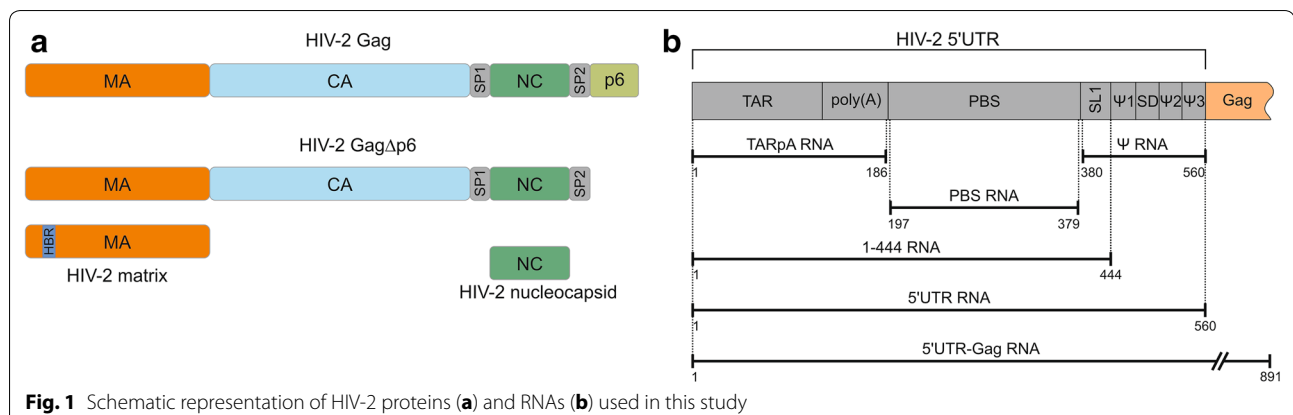 a
HIV-2 Gag
MA CA SP1 NC SP2 p6
HIV-2 GagΔp6
MA CA SP1 NC SP2
HBR MA
HIV-2 matrix
NC
HIV-2 nucleocapsid
b
HIV-2 5'UTR
TAR poly(A) PBS SL1 Ψ1 SD Ψ2 Ψ3 Gag
TARpA RNA
1 186
Ψ RNA
380 560
PBS RNA
197 379
1-444 RNA
1 444
5'UTR RNA
1 560
5'UTR-Gag RNA
1 891
Fig. 1 Schematic representation of HIV-2 proteins (a) and RNAs (b) used in this study